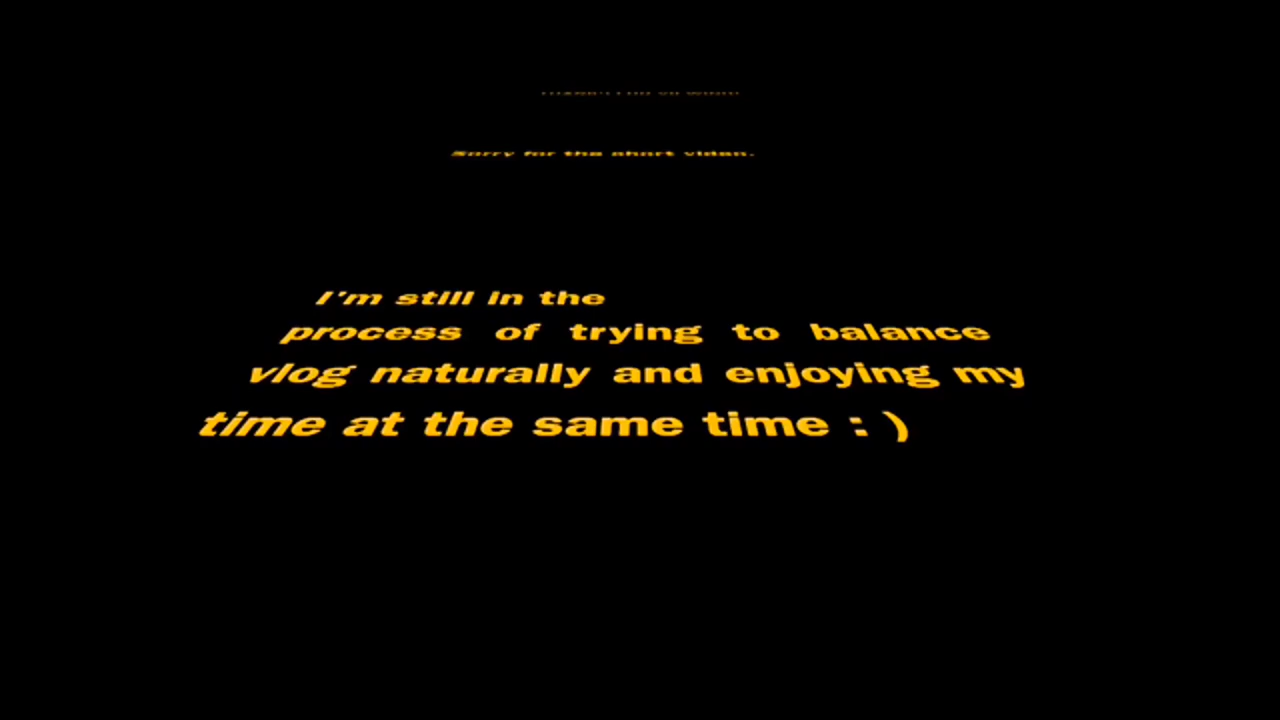 Sorry for the short video.
I'm still in the
process of trying to balance
vlog naturally and enjoying my
time at the same time : )